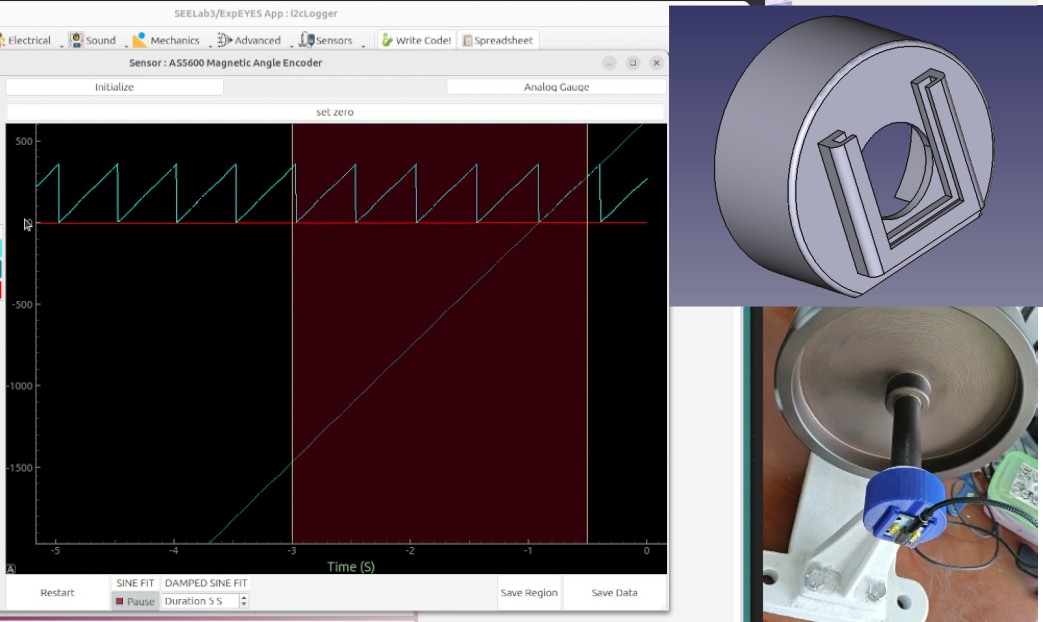 SEELab3/ExpEYES App : i2cLogger
Electrical Sound Mechanics Advanced Sensors Write Code! Spreadsheet
Sensor : AS5600 Magnetic Angle Encoder
Initialize Analog Gauge
set zero
500
0
-500
-1000
-1500
-5 -4 -3 -2 -1 0
A
Time (S)
SINE FIT DAMPED SINE FIT
Restart Save Region Save Data
Pause Duration 5 S